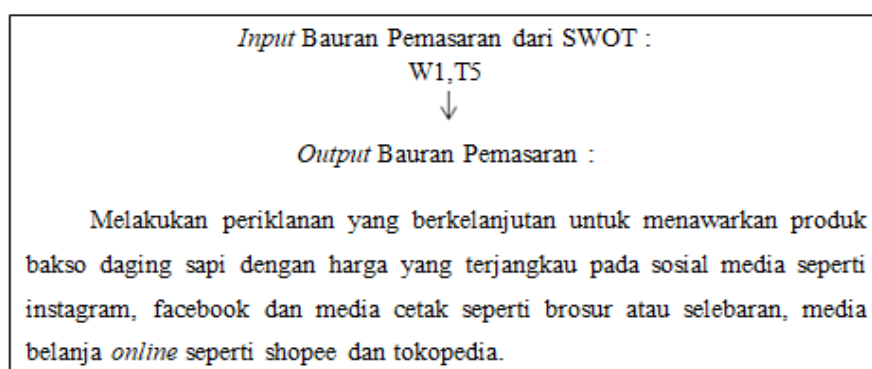 Input Bauran Pemasaran dari SWOT :
W1,T5
↓
Output Bauran Pemasaran :
Melakukan periklanan yang berkelanjutan untuk menawarkan produk
bakso daging sapi dengan harga yang terjangkau pada sosial media seperti
instagram, facebook dan media cetak seperti brosur atau selebaran, media
belanja online seperti shopee dan tokopedia.